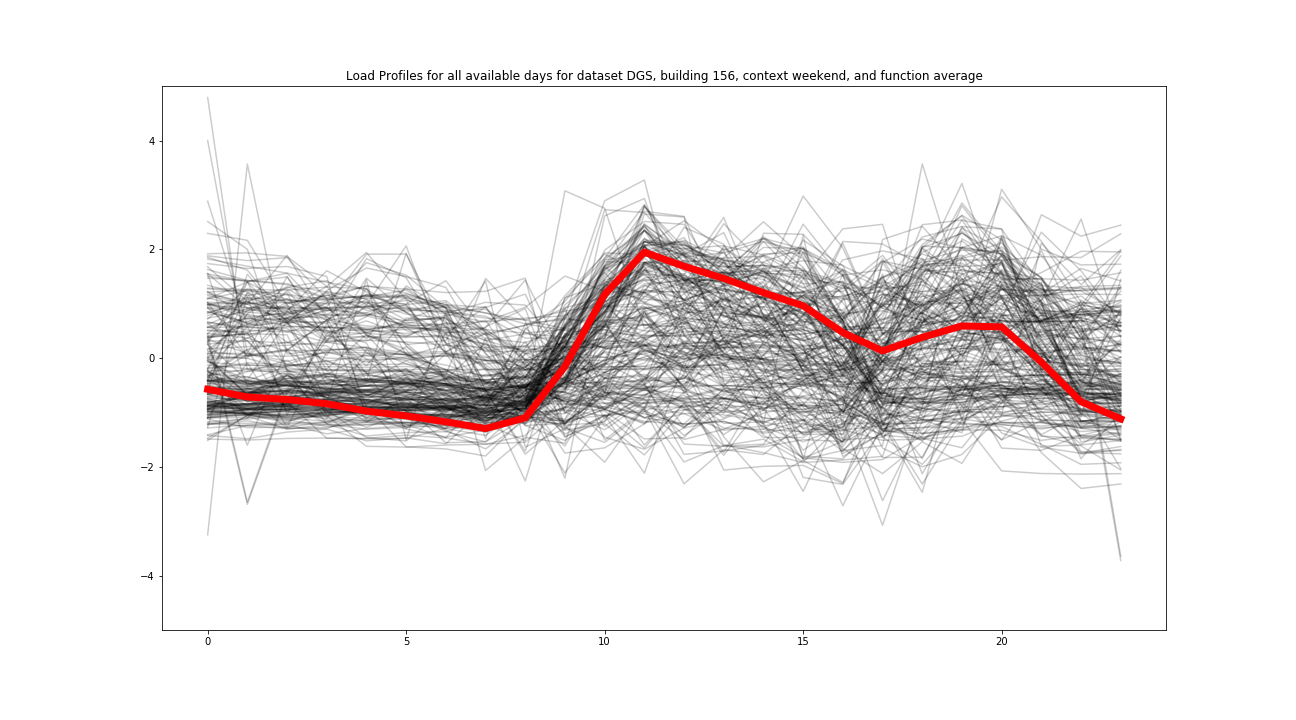 Load Profiles for all available days for dataset DGS, building 156, context weekend, and function average
4
2
0
−2
−4
0 5 10 15 20